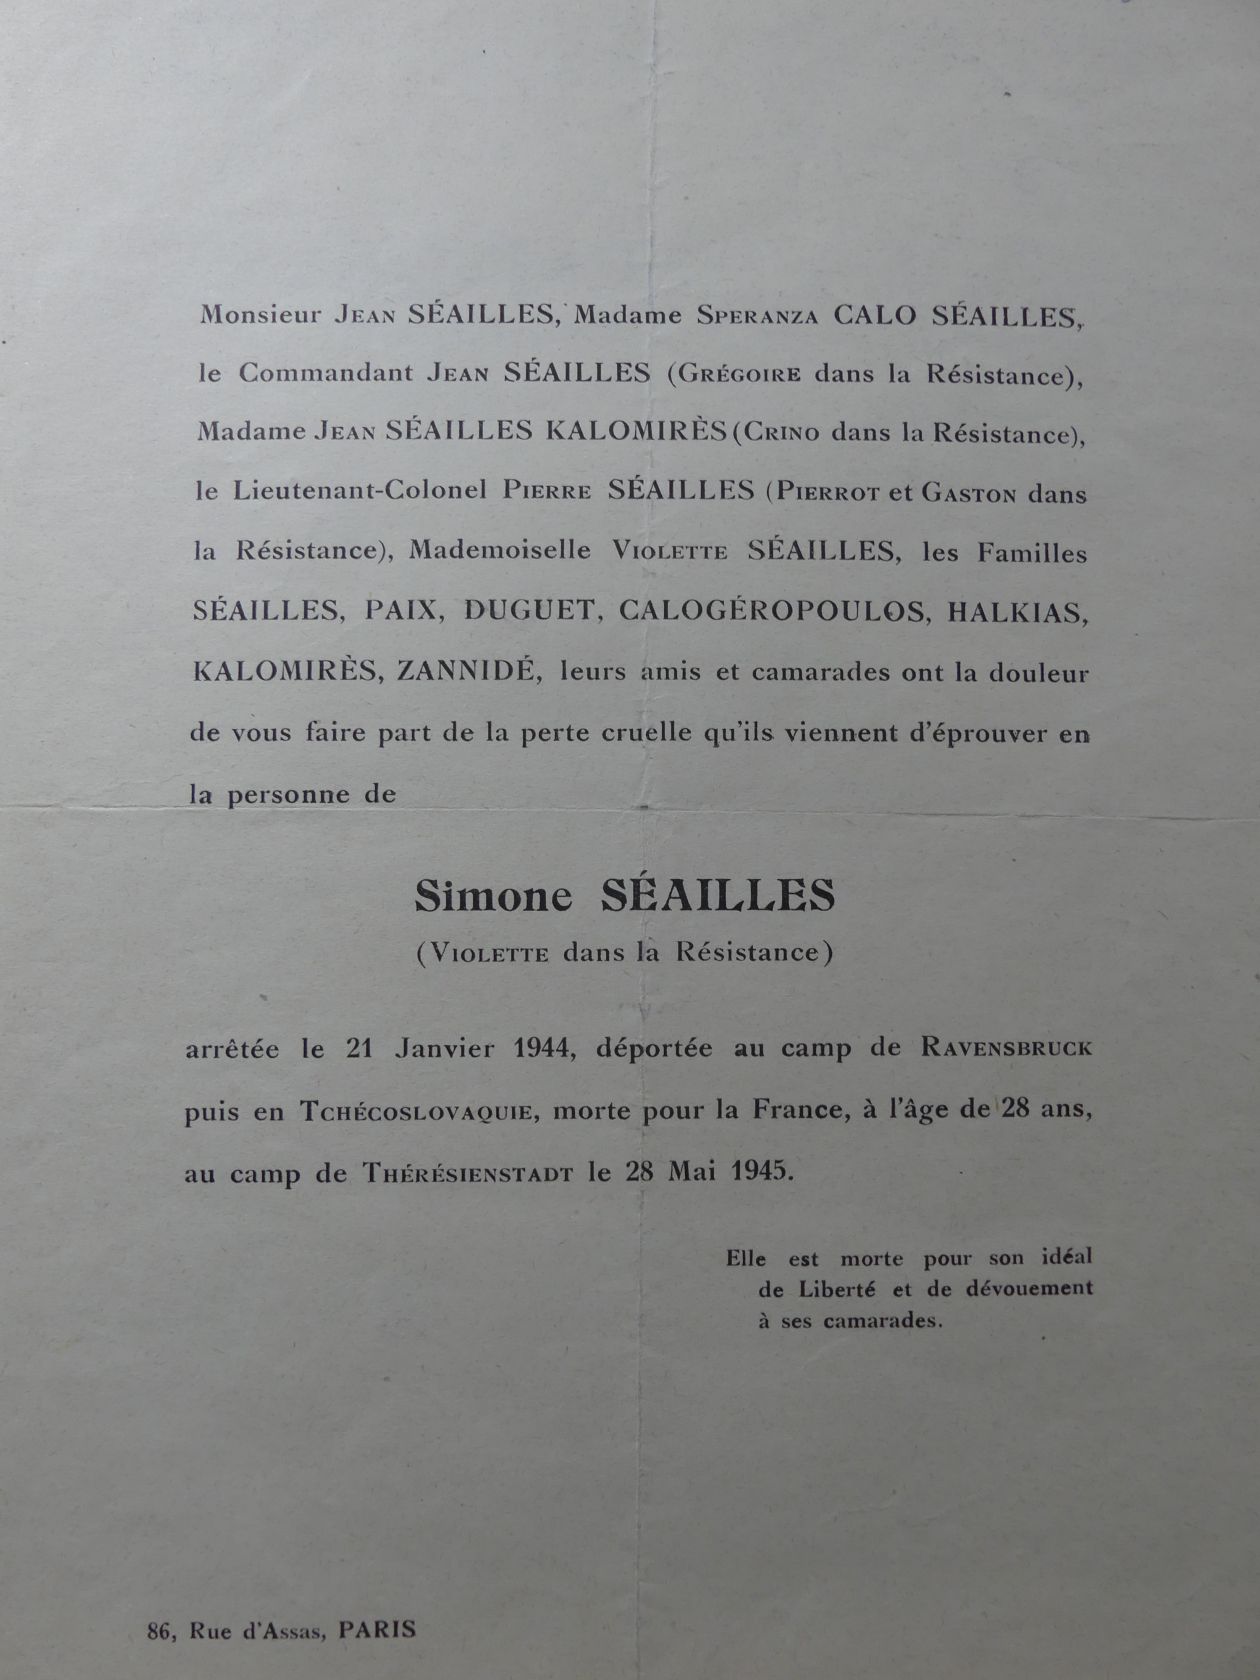 Monsieur JEAN SÉAILLES, Madame SPERANZA CALO SÉAILLES,
le Commandant JEAN SÉAILLES (GRÉGOIRE dans la Résistance),
Madame JEAN SÉAILLES KALOMIRÈS (CRINO dans la Résistance),
le Lieutenant-Colonel PIERRE SÉAILLES (PIERROT et GASTON dans
la Résistance), Mademoiselle VIOLETTE SÉAILLES, les Familles
SÉAILLES, PAIX, DUGUET, CALOGÉROPOULOS, HALKIAS,
KALOMIRÈS, ZANNIDÉ, leurs amis et camarades ont la douleur
de vous faire part de la perte cruelle qu'ils viennent d'éprouver en
la personne de
Simone SÉAILLES
(VIOLETTE dans la Résistance)
arrêtée le 21 Janvier 1944, déportée au camp de RAVENSBRUCK
puis en TCHÉCOSLOVAQUIE, morte pour la France, à l'âge de 28 ans,
au camp de THÉRÉSIENSTADT le 28 Mai 1945.
Elle est morte pour son idéal
de Liberté et de dévouement
à ses camarades.
86, Rue d'Assas, PARIS